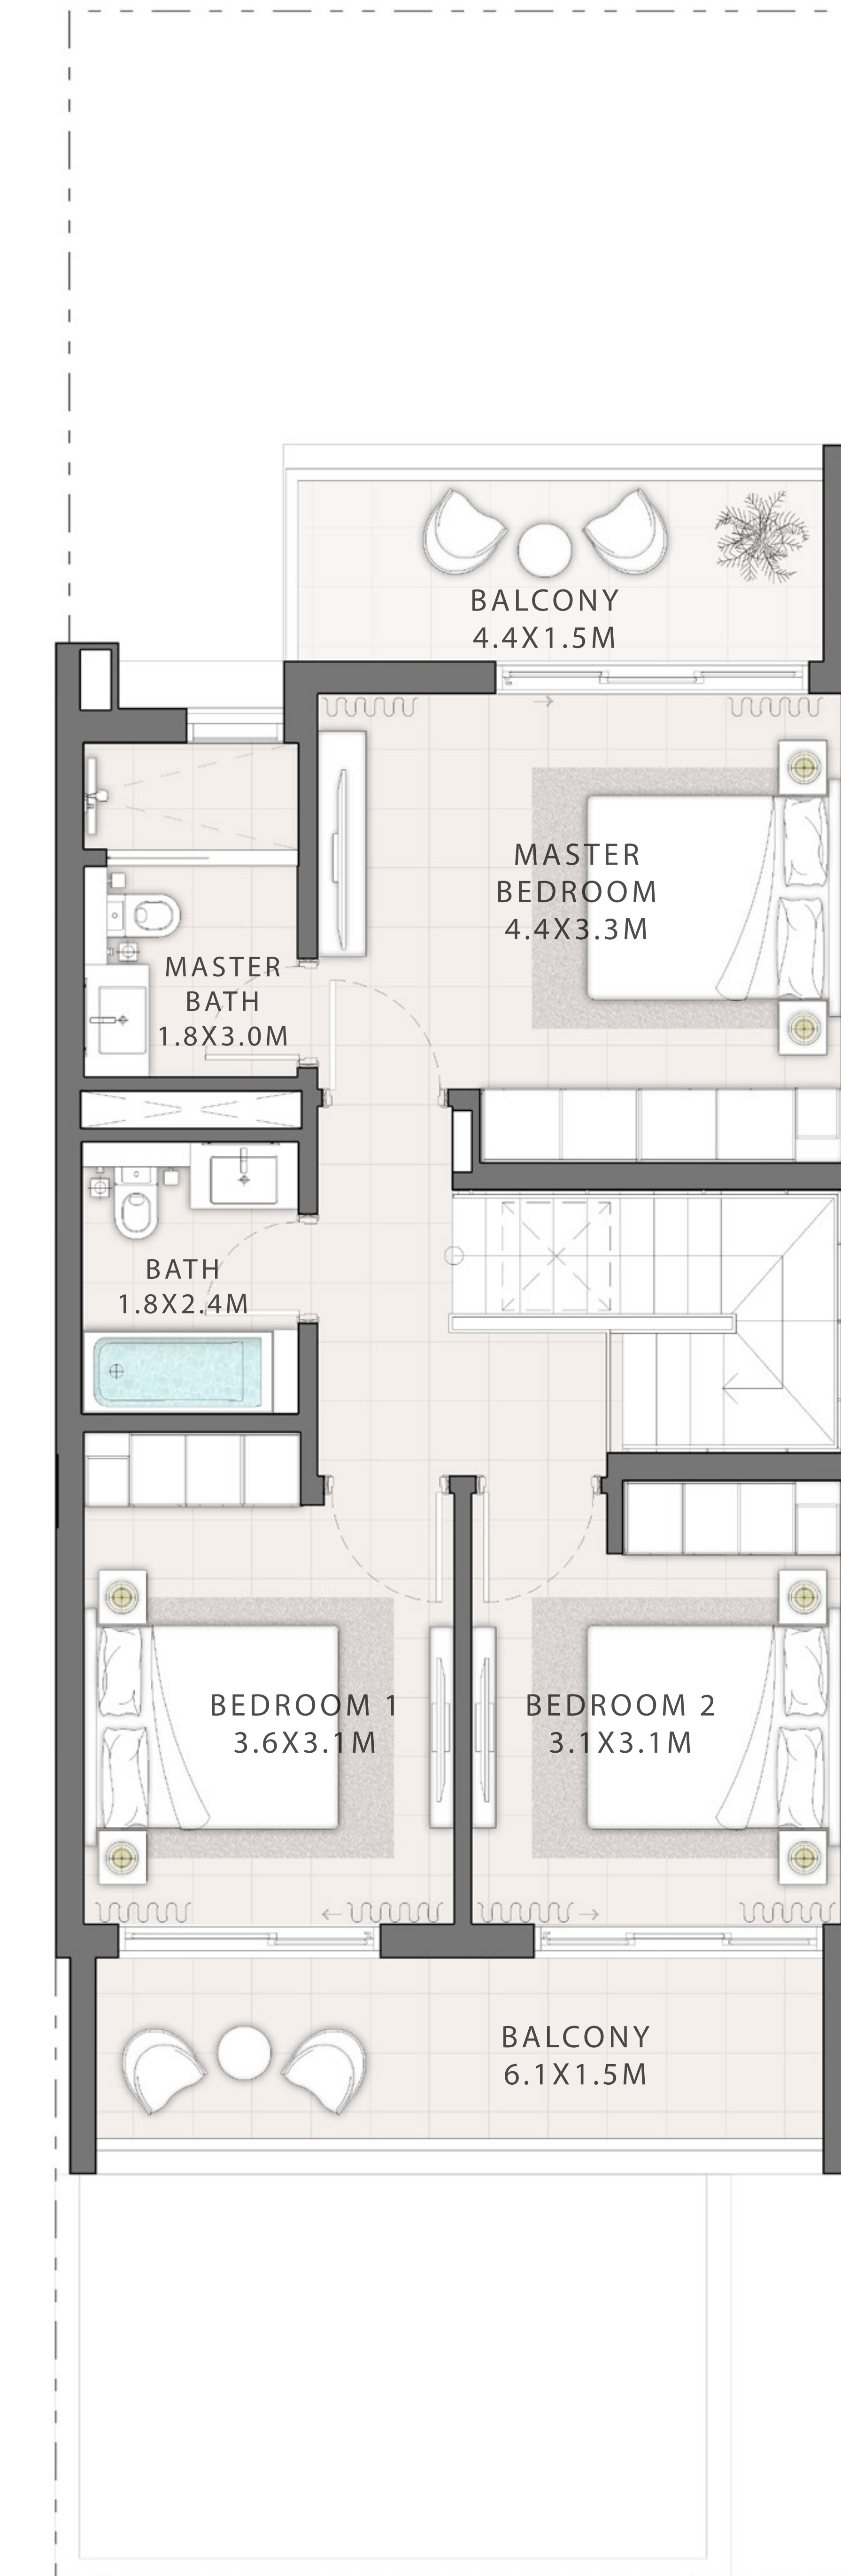 BALCONY
4.4X1.5M
MASTER
BEDROOM
4.4X3.3M
MASTER
BATH
1.8X3.0M
BATH
1.8X2.4M
BEDROOM 1
3.6X3.1M
BEDROOM 2
3.1X3.1M
BALCONY
6.1X1.5M